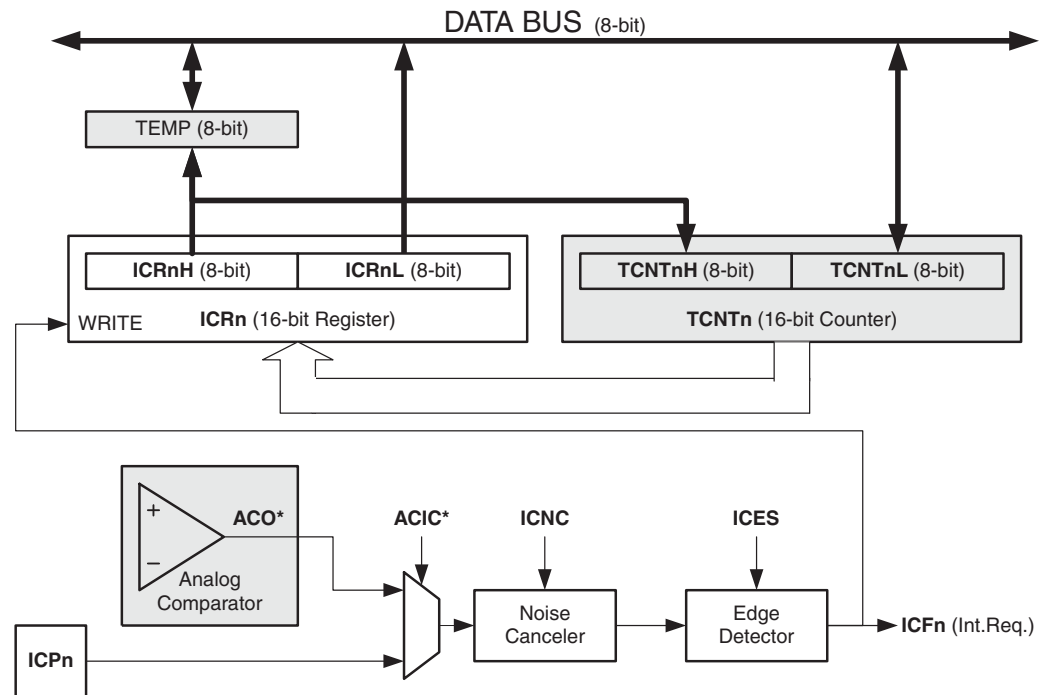 DATA BUS (8-bit)
TEMP (8-bit)
ICRnH (8-bit) ICRnL (8-bit)
TCNTnH (8-bit) TCNTnL (8-bit)
WRITE
ICRn (16-bit Register)
TCNTn (16-bit Counter)
+
−
ACO*
Analog
Comparator
ACIC*
ICNC
ICES
Noise
Canceler
Edge
Detector
ICFn (Int.Req.)
ICPn